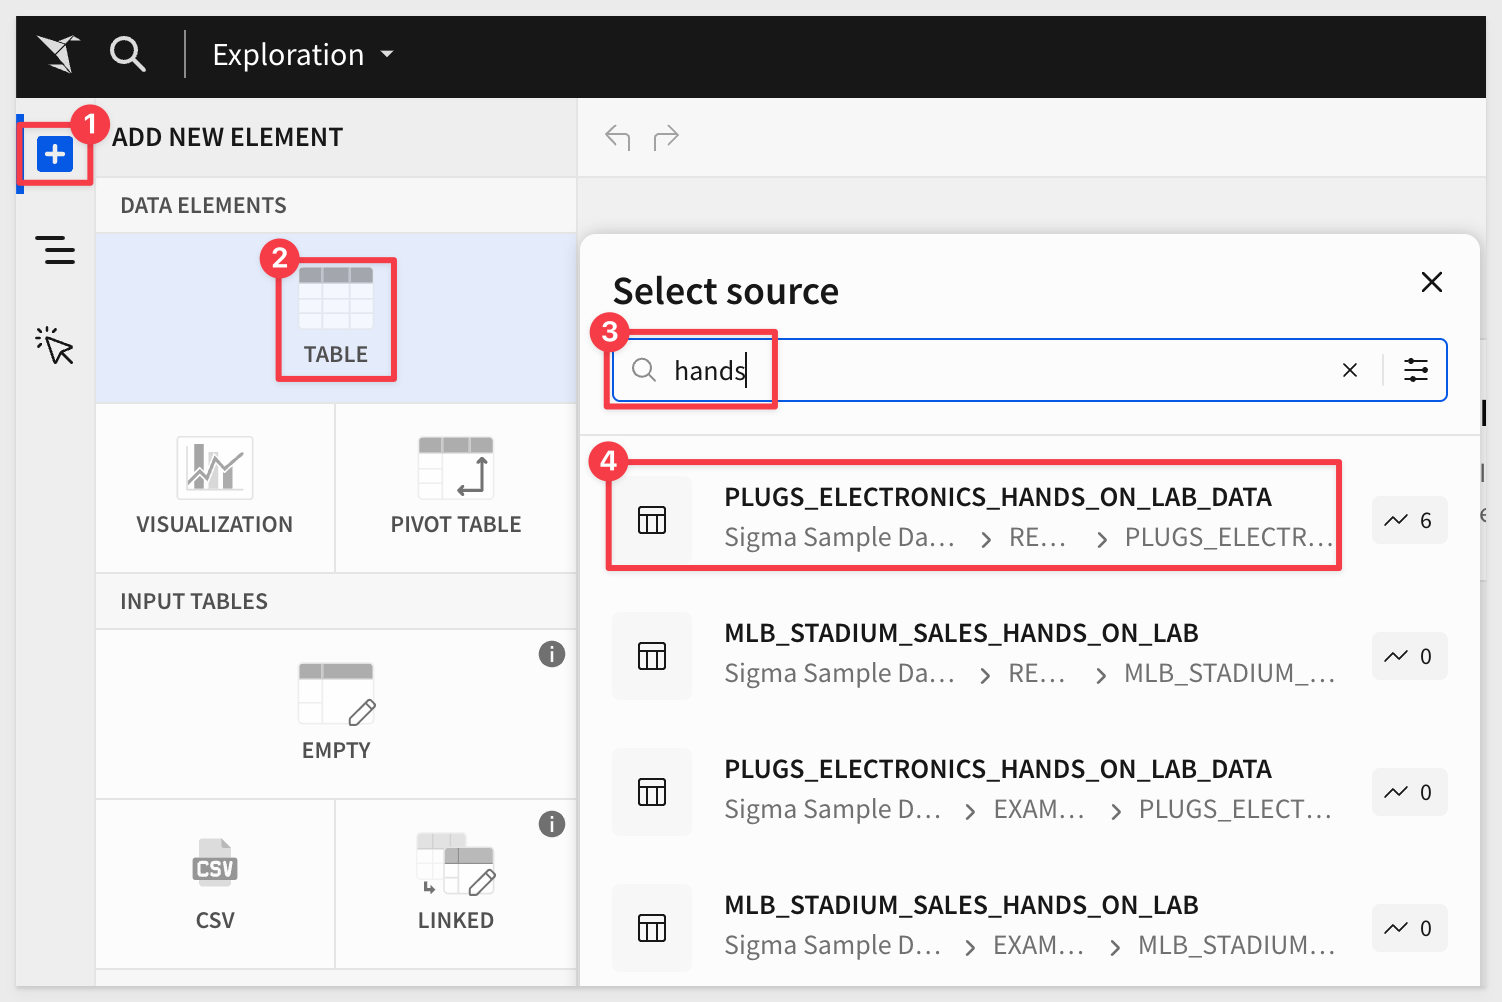 Exploration
1
ADD NEW ELEMENT
DATA ELEMENTS
2
TABLE
VISUALIZATION
PIVOT TABLE
INPUT TABLES
EMPTY
CSV
CSV
LINKED
Select source
3
hands
4
PLUGS_ELECTRONICS_HANDS_ON_LAB_DATA
Sigma Sample Da... > RE... > PLUGS_ELECTR...
6
MLB_STADIUM_SALES_HANDS_ON_LAB
Sigma Sample Da... > RE... > MLB_STADIUM_...
0
PLUGS_ELECTRONICS_HANDS_ON_LAB_DATA
Sigma Sample D... > EXAM... > PLUGS_ELECT...
0
MLB_STADIUM_SALES_HANDS_ON_LAB
Sigma Sample D... > EXAM... > MLB_STADIUM...
0